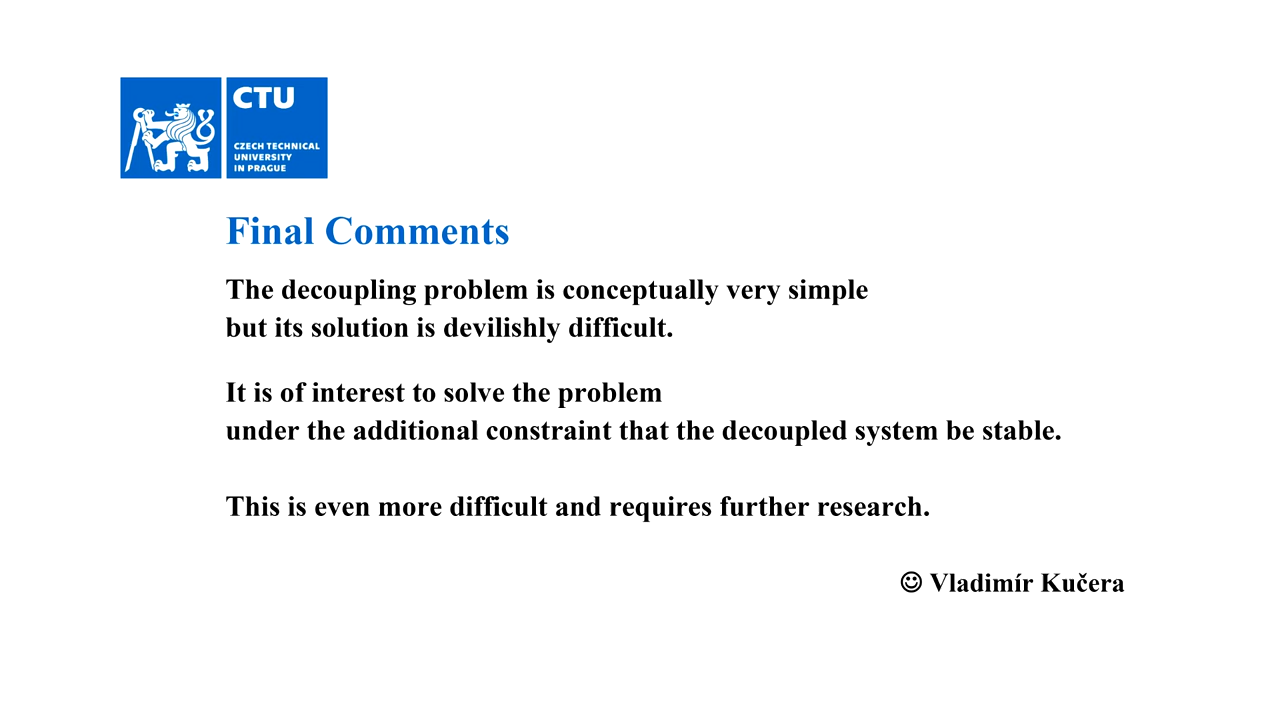 CTU
CZECH TECHNICAL
UNIVERSITY
IN PRAGUE
Final Comments
The decoupling problem is conceptually very simple
but its solution is devilishly difficult.
It is of interest to solve the problem
under the additional constraint that the decoupled system be stable.
This is even more difficult and requires further research.
☺ Vladimír Kučera